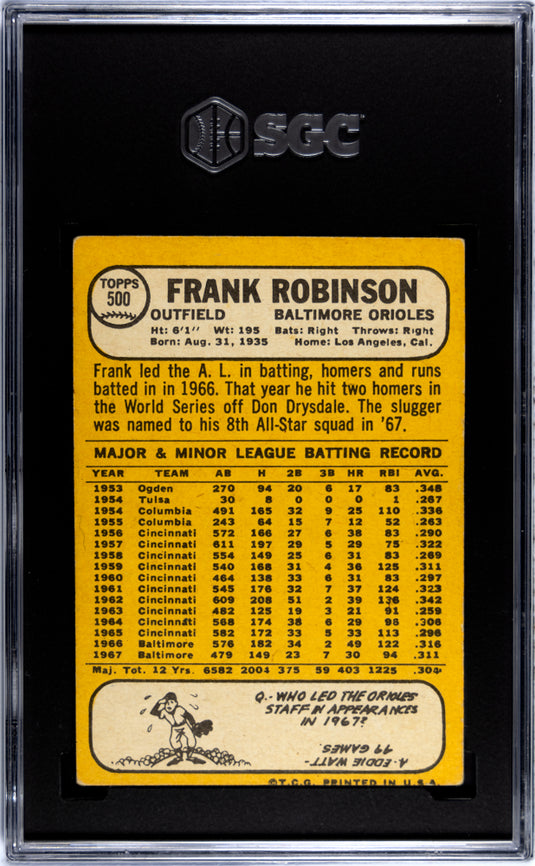 SGC
TOPPS
500
FRANK ROBINSON
OUTFIELD BALTIMORE ORIOLES
Ht: 6'1" Wt: 195 Bats: Right Throws: Right
Born: Aug. 31, 1935 Home: Los Angeles, Cal.
Frank led the A. L. in batting, homers and runs
batted in in 1966. That year he hit two homers in
the World Series off Don Drysdale. The slugger
was named to his 8th All-Star squad in '67.
MAJOR & MINOR LEAGUE BATTING RECORD
YEAR TEAM AB H 2B 3B HR RBI AVG.
1953 Ogden 270 94 20 6 17 83 .348
1954 Tulsa 30 8 0 0 0 1 .267
1954 Columbia 491 165 32 9 25 110 .336
1955 Columbia 243 64 15 7 12 52 .263
1956 Cincinnati 572 166 27 6 38 83 .290
1957 Cincinnati 611 197 29 5 29 75 .322
1958 Cincinnati 554 149 25 6 31 83 .269
1959 Cincinnati 540 168 31 4 36 125 .311
1960 Cincinnati 464 138 33 6 31 83 .297
1961 Cincinnati 545 176 32 7 37 124 .323
1962 Cincinnati 609 208 51 2 39 136 .342
1963 Cincinnati 482 125 19 3 21 91 .259
1964 Cincinnati 568 174 38 6 29 96 .306
1965 Cincinnati 582 172 33 5 33 113 .296
1966 Baltimore 576 182 34 2 49 122 .316
1967 Baltimore 479 149 23 7 30 94 .311
Maj. Tot. 12 Yrs. 6582 2004 375 59 403 1225 .304
Q.-WHO LED THE ORIOLES
STAFF IN APPEARANCES
IN 1967?
A-EDDIE WATT-
49 GAMES.
©T.C.G. PRINTED IN U.S.A.